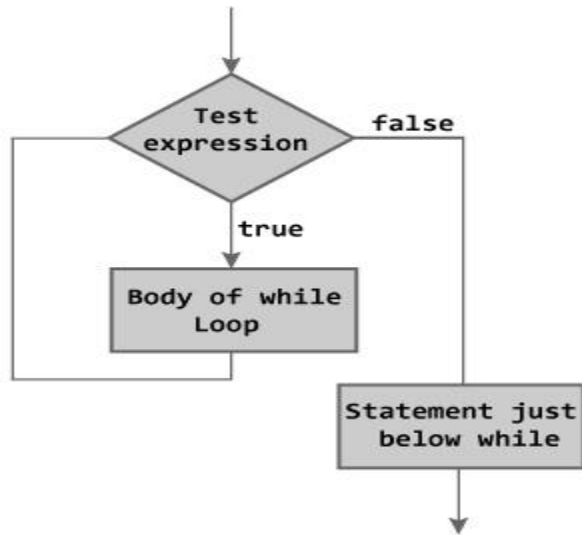 Test
expression
false
true
Body of while
Loop
Statement just
below while